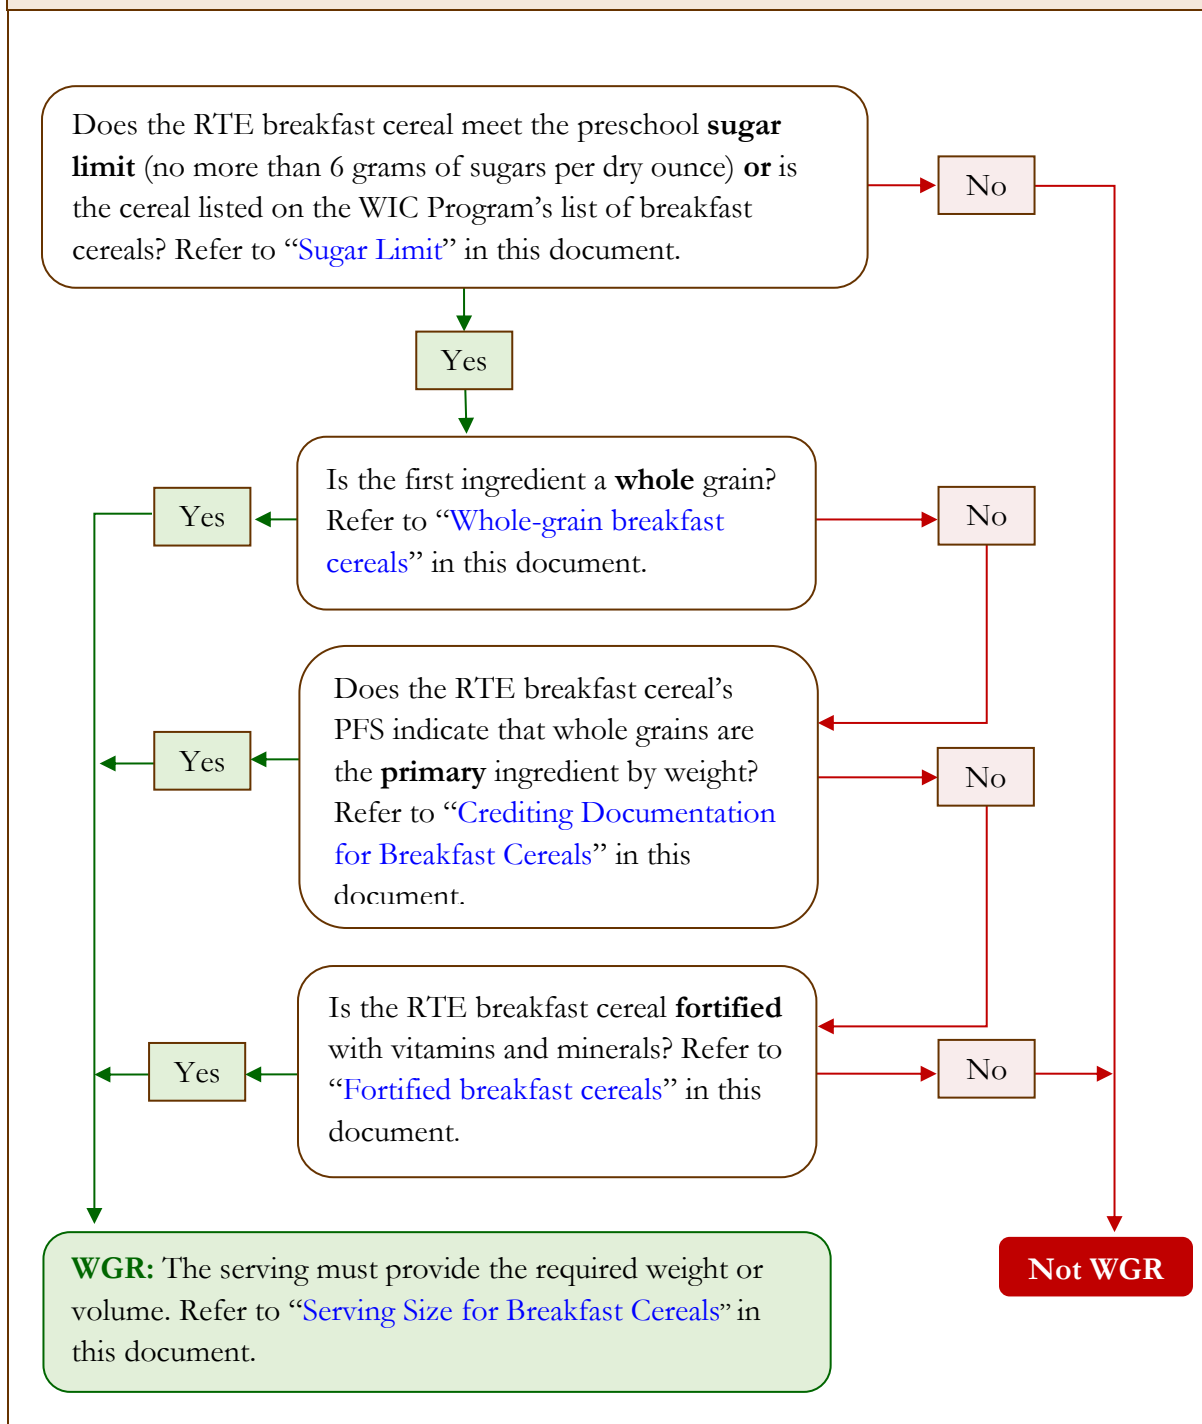 Does the RTE breakfast cereal meet the preschool sugar
limit (no more than 6 grams of sugars per dry ounce) or is
the cereal listed on the WIC Program’s list of breakfast
cereals? Refer to “Sugar Limit” in this document.
No
Yes
Is the first ingredient a whole grain?
Refer to “Whole-grain breakfast
cereals” in this document.
Yes
No
Does the RTE breakfast cereal’s
PFS indicate that whole grains are
the primary ingredient by weight?
Refer to “Crediting Documentation
for Breakfast Cereals” in this
document.
Yes
No
Is the RTE breakfast cereal fortified
with vitamins and minerals? Refer to
“Fortified breakfast cereals” in this
document.
Yes
No
WGR: The serving must provide the required weight or
volume. Refer to “Serving Size for Breakfast Cereals” in
this document.
Not WGR